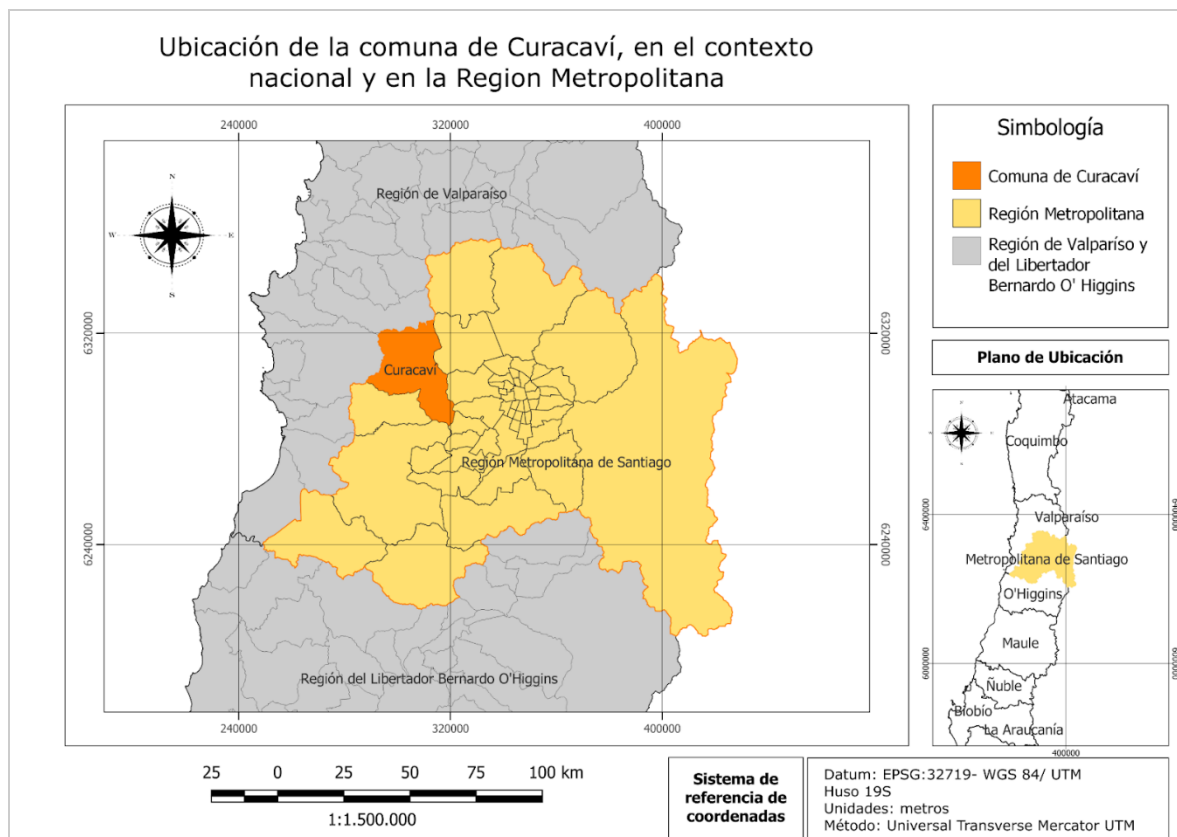 Ubicación de la comuna de Curacaví, en el contexto
nacional y en la Region Metropolitana
240000
320000
400000
N
W
E
S
Región de Valparaíso
6320000
6320000
Curacaví
Región Metropolitana de Santiago
6240000
6240000
Región del Libertador Bernardo O'Higgins
240000
320000
400000
25 0 25 50 75 100 km
1:1.500.000
Simbología
Comuna de Curacaví
Región Metropolitana
Región de Valparíso y
del Libertador
Bernardo O' Higgins
Plano de Ubicación
Atacama
Coquimbo
6400000
6400000
Valparaíso
Metropolitana de Santiago
O'Higgins
Maule
6000000
6000000
Ñuble
Biobío
La Araucanía
400000
Sistema de
referencia de
coordenadas
Datum: EPSG:32719- WGS 84/ UTM
Huso 19S
Unidades: metros
Método: Universal Transverse Mercator UTM